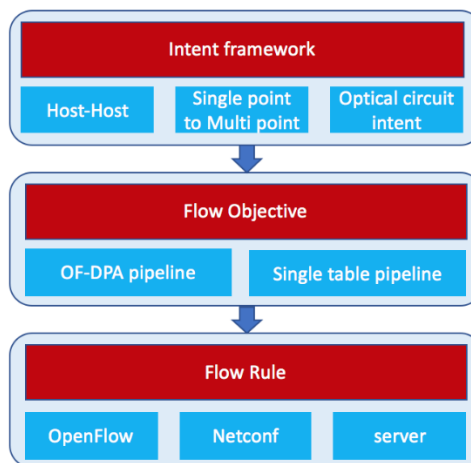 Intent framework
Host-Host
Single point
to Multi point
Optical circuit
intent
Flow Objective
OF-DPA pipeline
Single table pipeline
Flow Rule
OpenFlow
Netconf
server